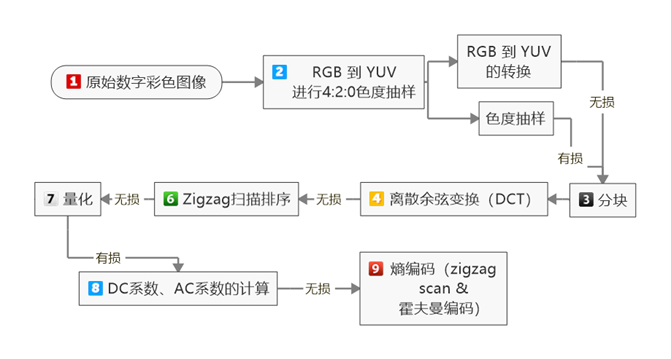 1 原始数字彩色图像
2 RGB 到 YUV
进行4:2:0色度抽样
RGB 到 YUV
的转换
无损
色度抽样
有损
3 分块
4 离散余弦变换（DCT）
无损
6 Zigzag扫描排序
无损
7 量化
有损
8 DC系数、AC系数的计算
无损
9 熵编码（zigzag
scan &
霍夫曼编码）